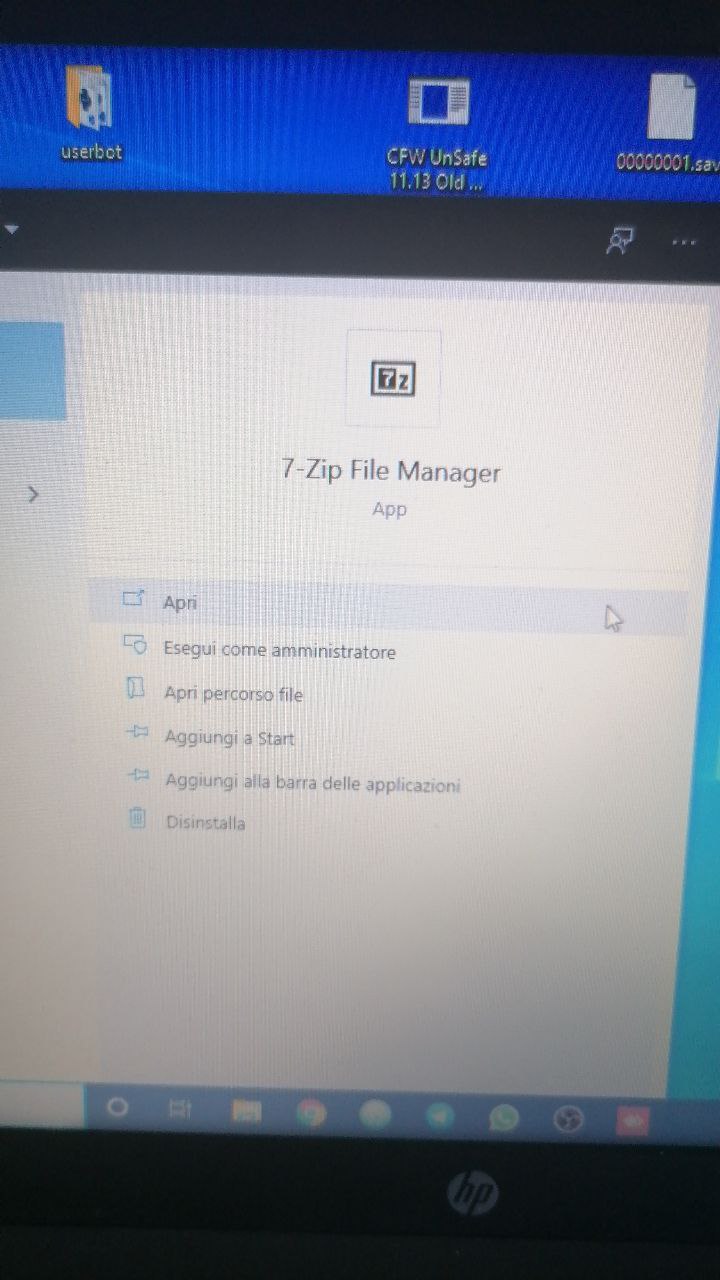 userbot
CFW UnSafe
11.13 Old ...
00000001.sav
7z
7-Zip File Manager
App
Apri
Esegui come amministratore
Apri percorso file
Aggiungi a Start
Aggiungi alla barra delle applicazioni
Disinstalla
hp